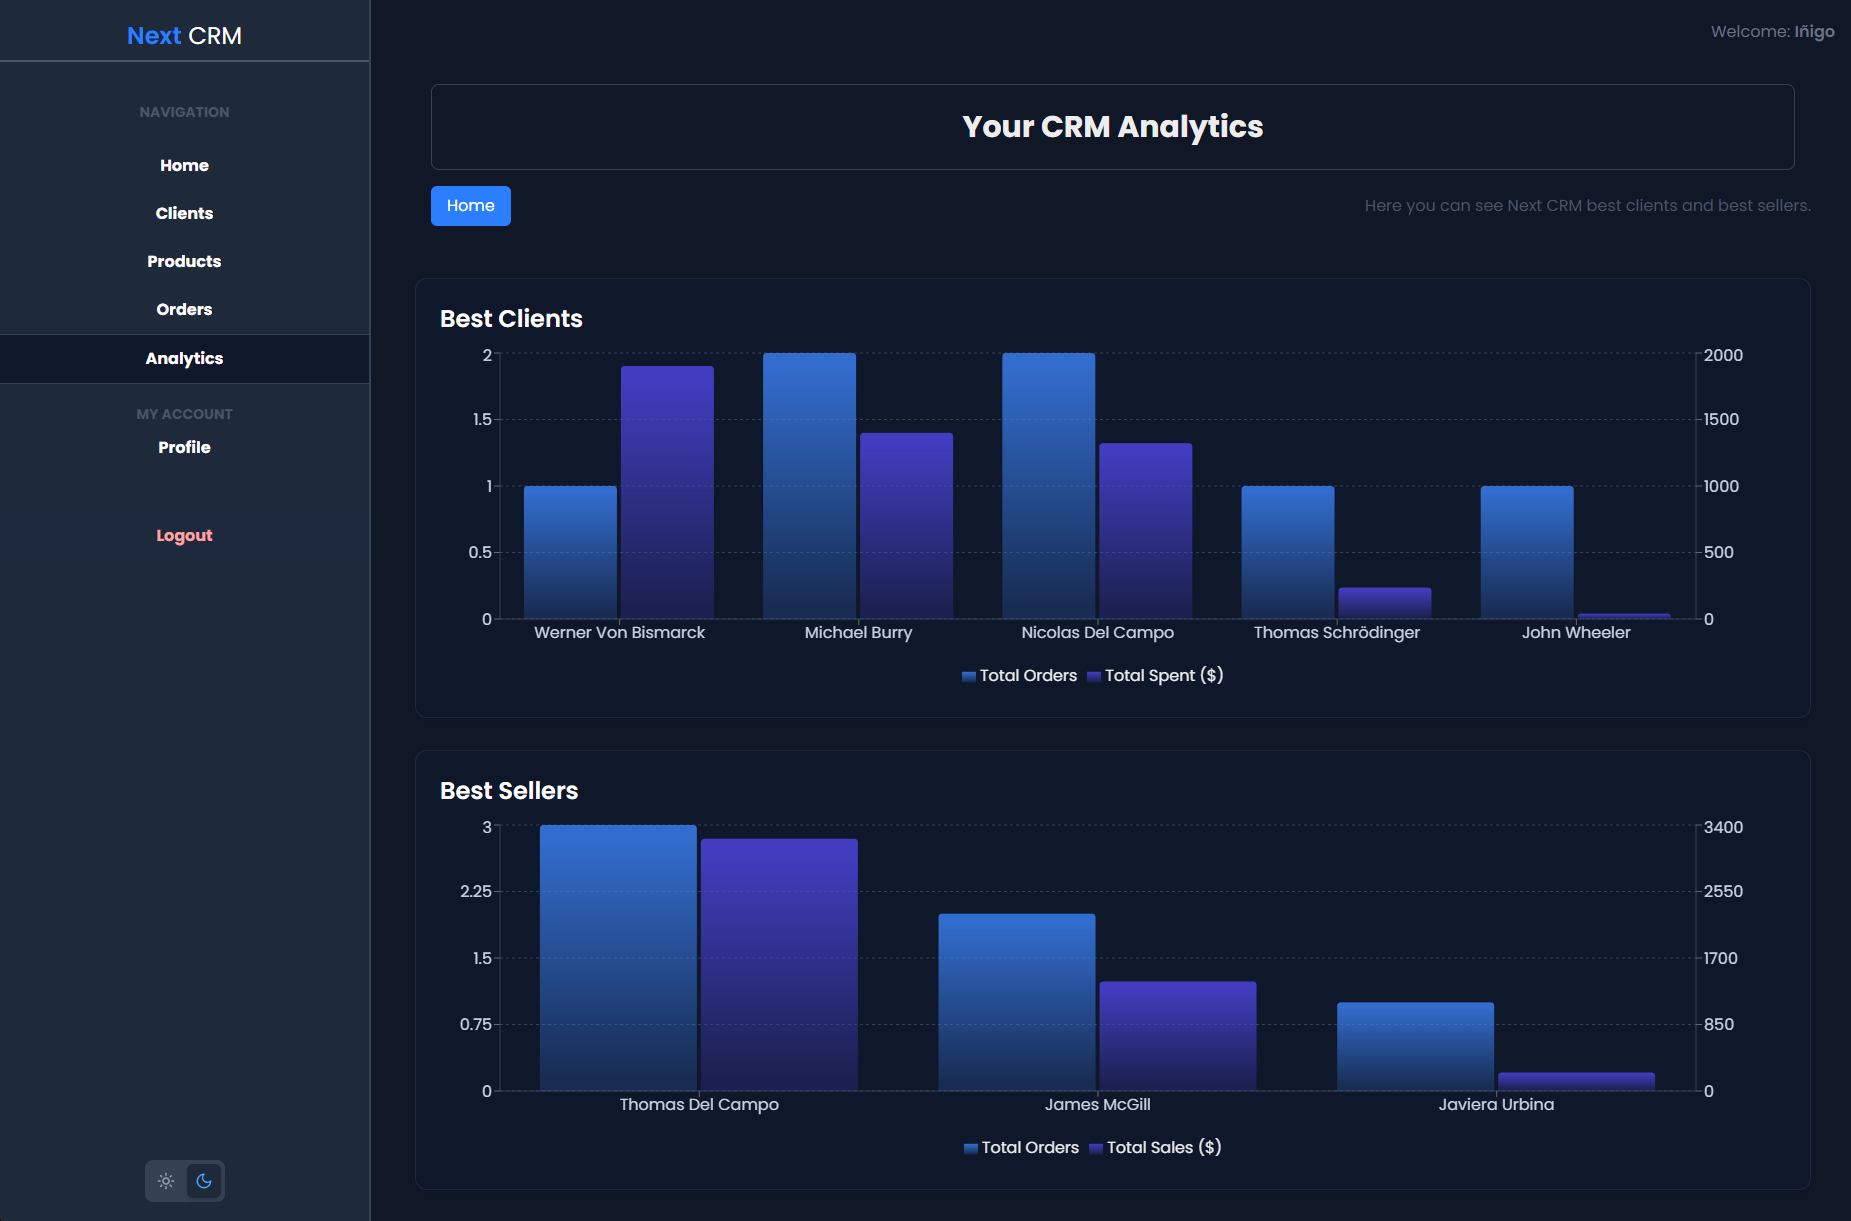 Next CRM
Welcome: Iñigo
NAVIGATION
Home
Clients
Products
Orders
Analytics
MY ACCOUNT
Profile
Logout
Your CRM Analytics
Home
Here you can see Next CRM best clients and best sellers.
Best Clients
2
1.5
1
0.5
0
2000
1500
1000
500
0
Werner Von Bismarck
Michael Burry
Nicolas Del Campo
Thomas Schrödinger
John Wheeler
Total Orders
Total Spent ($)
Best Sellers
3
2.25
1.5
0.75
0
3400
2550
1700
850
0
Thomas Del Campo
James McGill
Javiera Urbina
Total Orders
Total Sales ($)